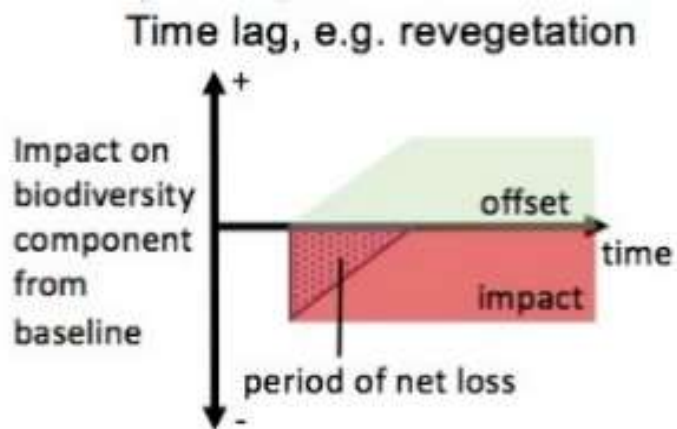 Time lag, e.g. revegetation
+
Impact on
biodiversity
component
from
baseline
offset
time
impact
period of net loss
-